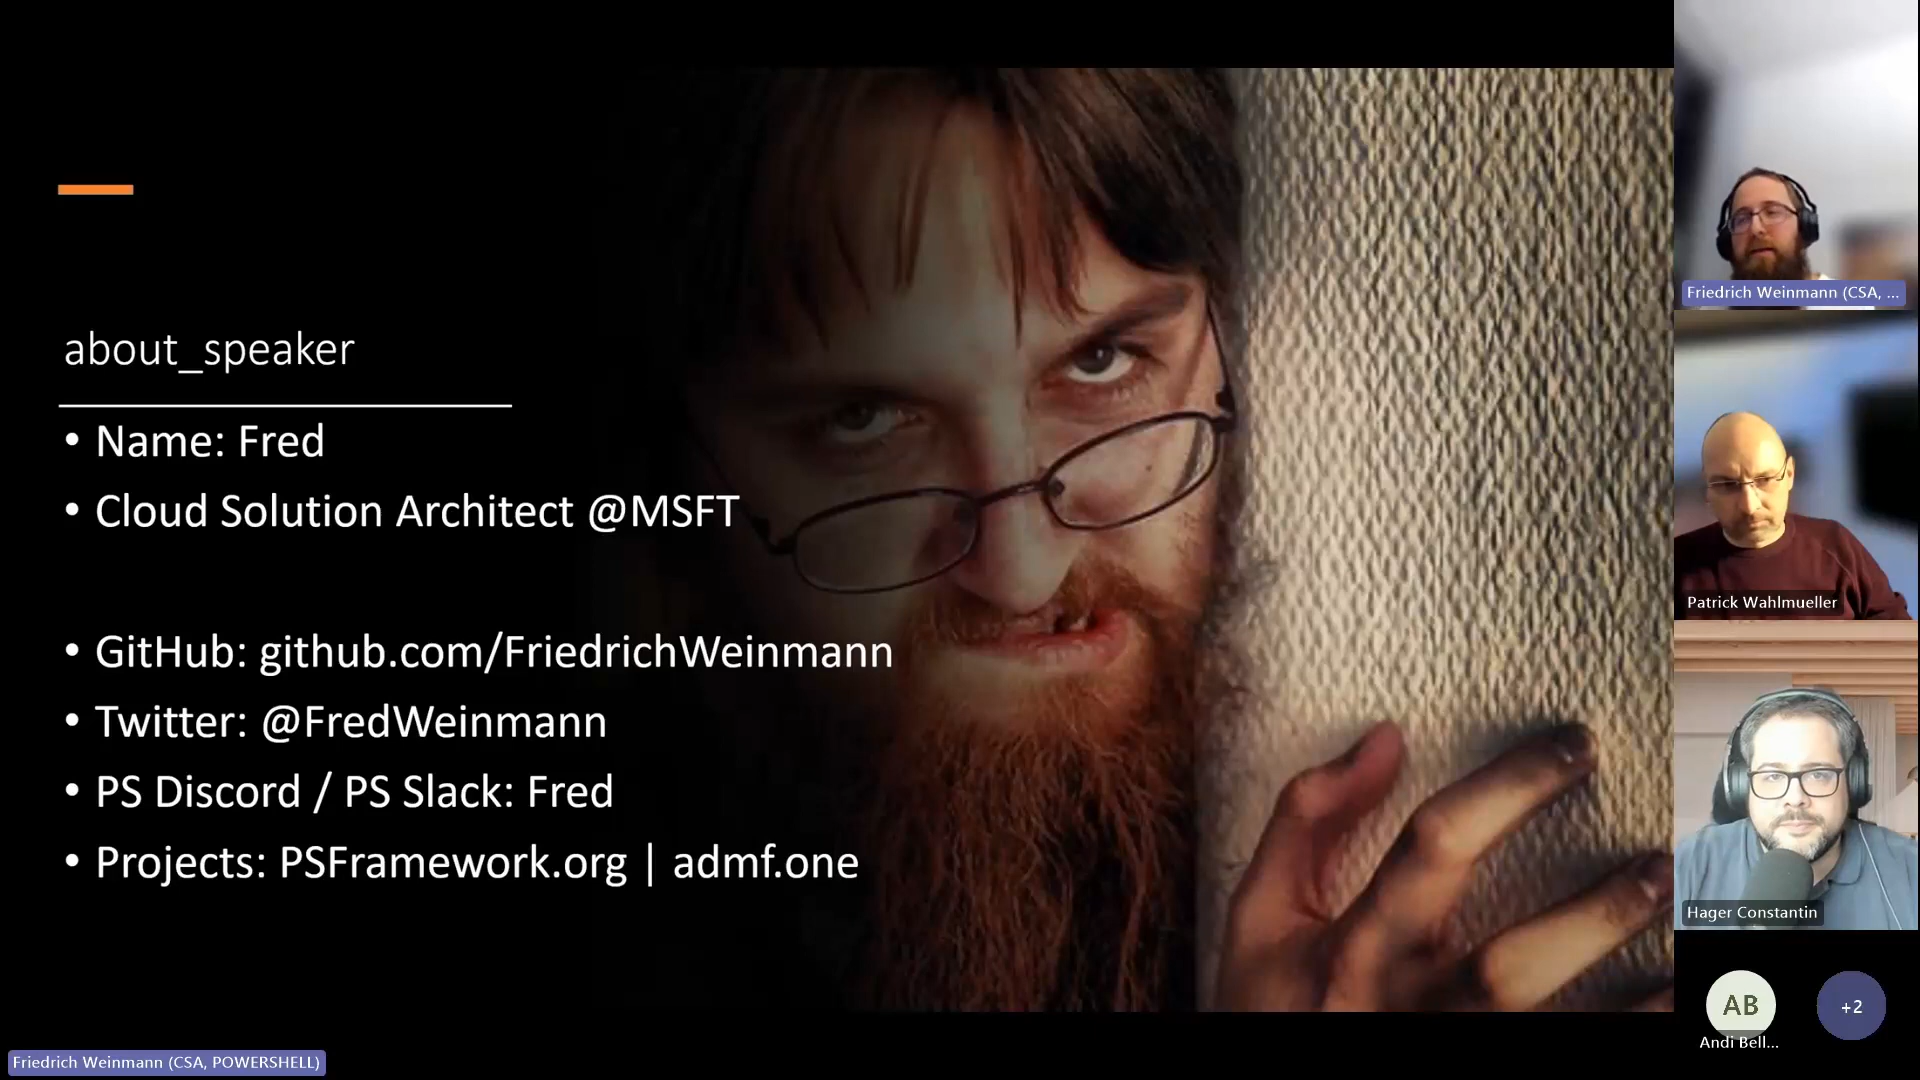 about_speaker
• Name: Fred
• Cloud Solution Architect @MSFT
• GitHub: github.com/FriedrichWeinmann
• Twitter: @FredWeinmann
• PS Discord / PS Slack: Fred
• Projects: PSFramework.org | admf.one
Friedrich Weinmann (CSA, POWERSHELL)
Friedrich Weinmann (CSA, ...
Patrick Wahlmueller
Hager Constantin
AB
Andi Bell...
+2